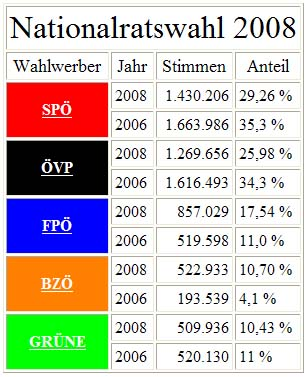 Nationalratswahl 2008
Wahlwerber Jahr Stimmen Anteil
SPÖ 2008 1.430.206 29,26 %
2006 1.663.986 35,3 %
ÖVP 2008 1.269.656 25,98 %
2006 1.616.493 34,3 %
FPÖ 2008 857.029 17,54 %
2006 519.598 11,0 %
BZÖ 2008 522.933 10,70 %
2006 193.539 4,1 %
GRÜNE 2008 509.936 10,43 %
2006 520.130 11 %